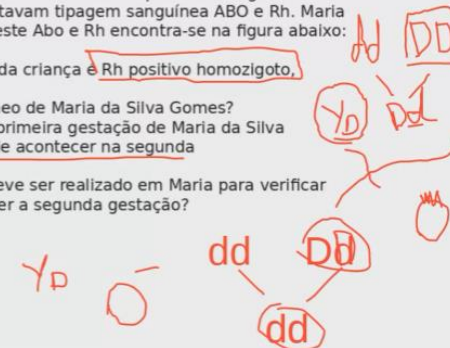 tavam tipagem sanguínea ABO e Rh. Maria
este Abo e Rh encontra-se na figura abaixo:
da criança é Rh positivo homozigoto,
eo de Maria da Silva Gomes?
primeira gestação de Maria da Silva
e acontecer na segunda
eve ser realizado em Maria para verificar
er a segunda gestação?
DD
YD Dd
dd Dd
YD
dd